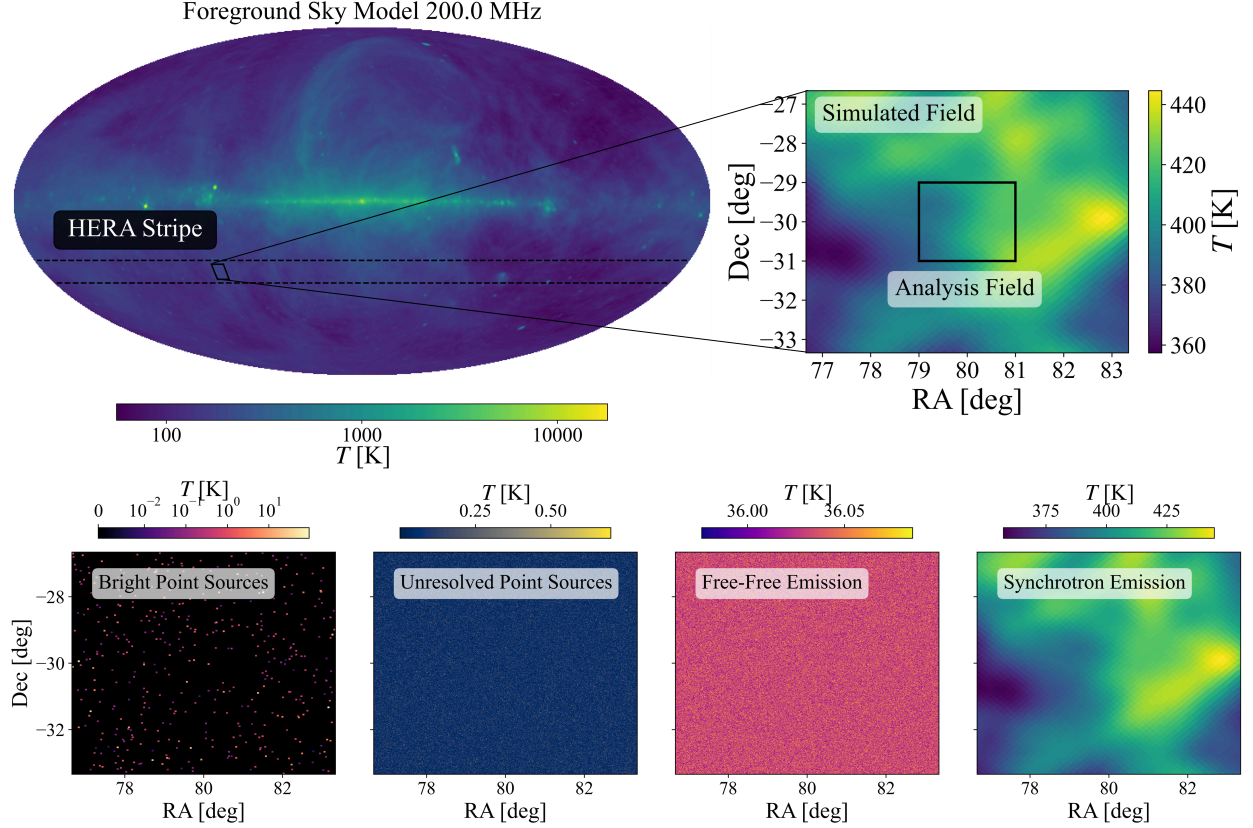 Foreground Sky Model 200.0 MHz
HERA Stripe
100 1000 10000
T [K]
Simulated Field
Analysis Field
−27
−28
−29
−30
−31
−32
−33
Dec [deg]
77 78 79 80 81 82 83
RA [deg]
440
420
400
380
360
T [K]
T [K]
0 10⁻² 10⁻¹ 10⁰ 10¹
Bright Point Sources
−28
−30
−32
Dec [deg]
78 80 82
RA [deg]
T [K]
0.25 0.50
Unresolved Point Sources
78 80 82
RA [deg]
T [K]
36.00 36.05
Free-Free Emission
78 80 82
RA [deg]
T [K]
375 400 425
Synchrotron Emission
78 80 82
RA [deg]